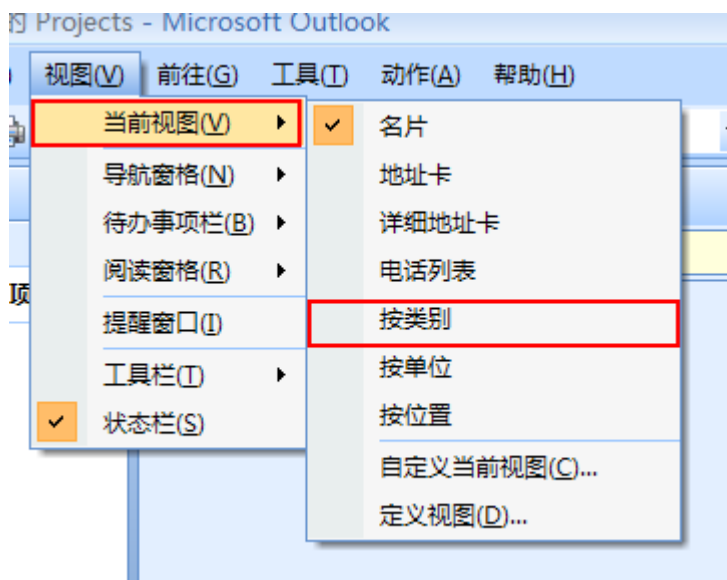 的 Projects - Microsoft Outlook
视图(V) 前往(G) 工具(T) 动作(A) 帮助(H)
当前视图(V)
导航窗格(N)
待办事项栏(B)
阅读窗格(R)
提醒窗口(I)
工具栏(T)
状态栏(S)
名片
地址卡
详细地址卡
电话列表
按类别
按单位
按位置
自定义当前视图(C)...
定义视图(D)...
项